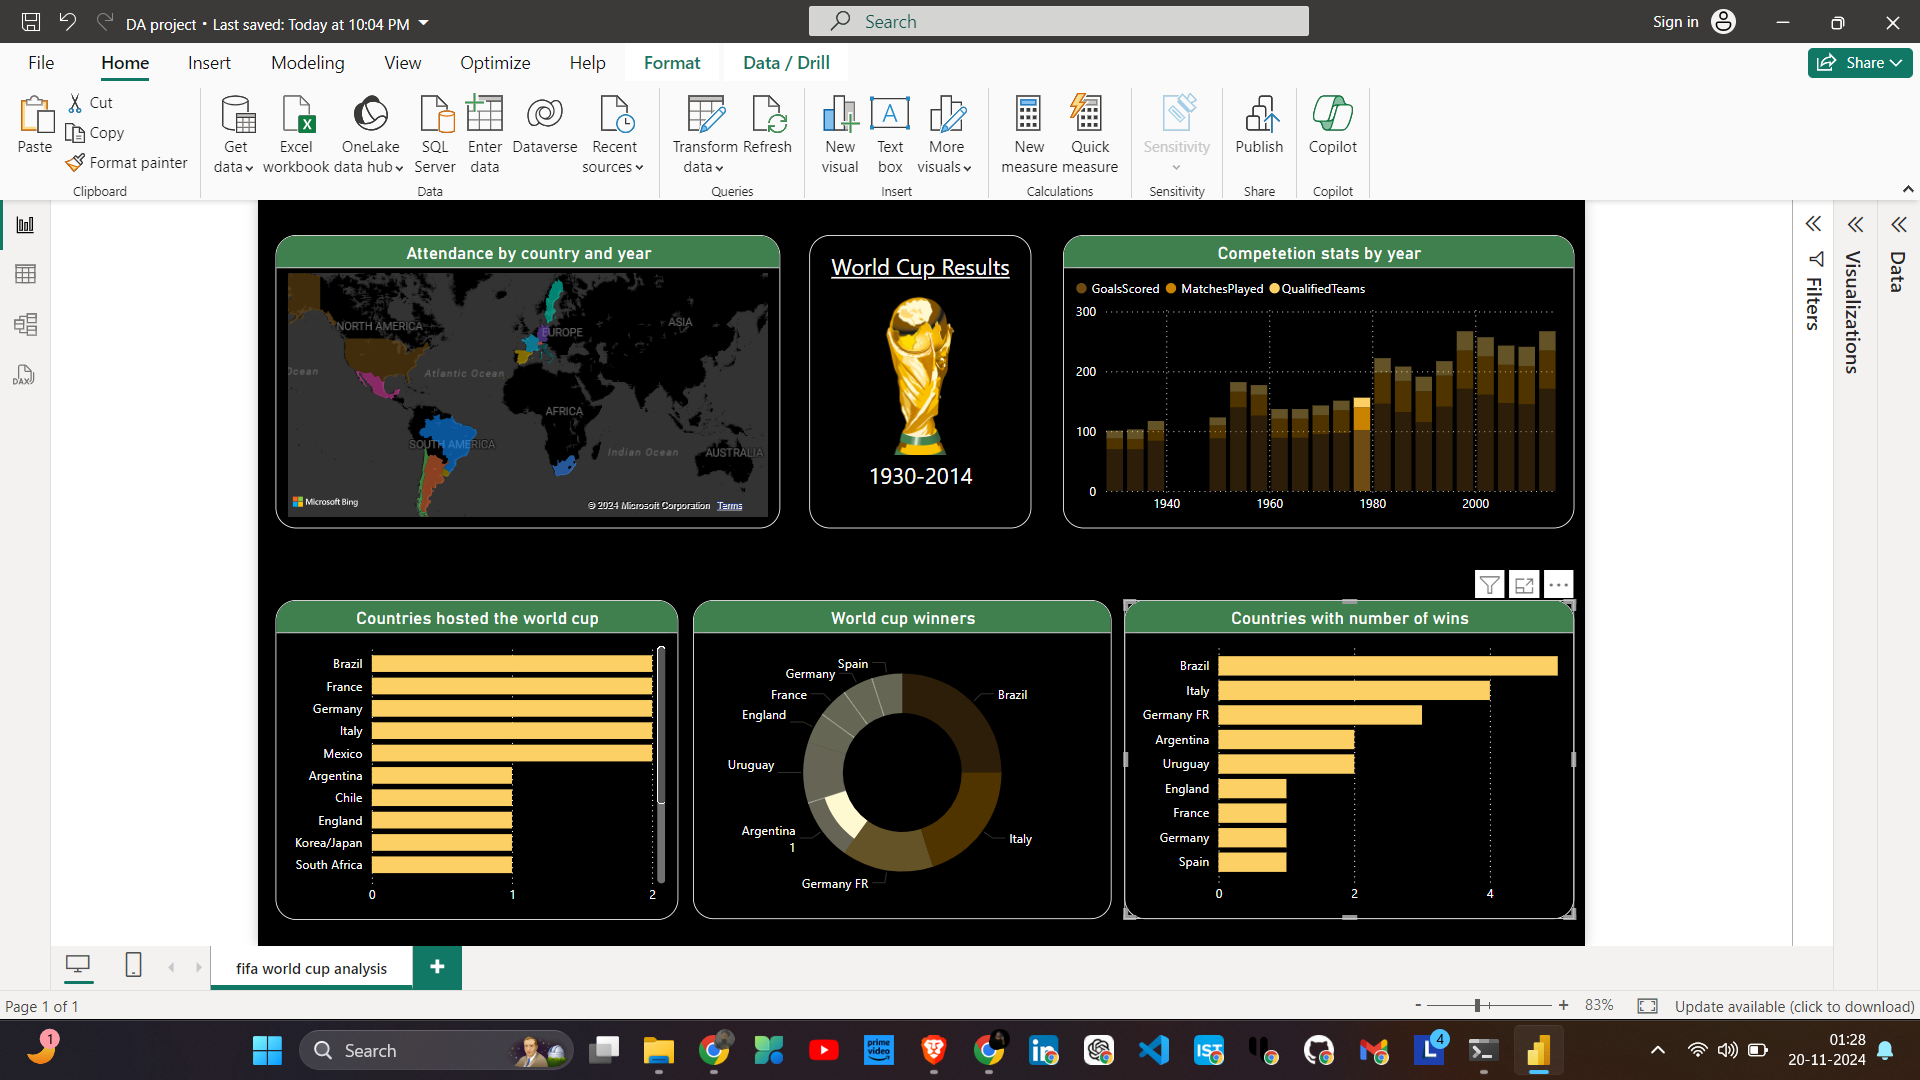 DA project • Last saved: Today at 10:04 PM
Search
Sign in
File
Home
Insert
Modeling
View
Optimize
Help
Format
Data / Drill
Share
Paste
Cut
Copy
Format painter
Clipboard
Get
data
Excel
workbook
OneLake
data hub
SQL
Server
Enter
data
Dataverse
Recent
sources
Data
Transform
data
Refresh
Queries
New
visual
Text
box
More
visuals
Insert
New
measure
Quick
measure
Calculations
Sensitivity
Sensitivity
Publish
Share
Copilot
Copilot
DAX
Attendance by country and year
NORTH AMERICA
EUROPE
ASIA
Ocean
Atlantic Ocean
AFRICA
SOUTH AMERICA
Indian Ocean
AUSTRALIA
Microsoft Bing
© 2024 Microsoft Corporation Terms
World Cup Results
1930-2014
Competetion stats by year
GoalsScored MatchesPlayed QualifiedTeams
300
200
100
0
1940 1960 1980 2000
Filters
Visualizations
Data
Countries hosted the world cup
Brazil
France
Germany
Italy
Mexico
Argentina
Chile
England
Korea/Japan
South Africa
0 1 2
World cup winners
Spain
Germany
France
England
Uruguay
Argentina
1
Germany FR
Brazil
Italy
Countries with number of wins
Brazil
Italy
Germany FR
Argentina
Uruguay
England
France
Germany
Spain
0 2 4
fifa world cup analysis
Page 1 of 1
- + 83%
Update available (click to download)
1
Search
prime
video
IST
L
4
01:28
20-11-2024